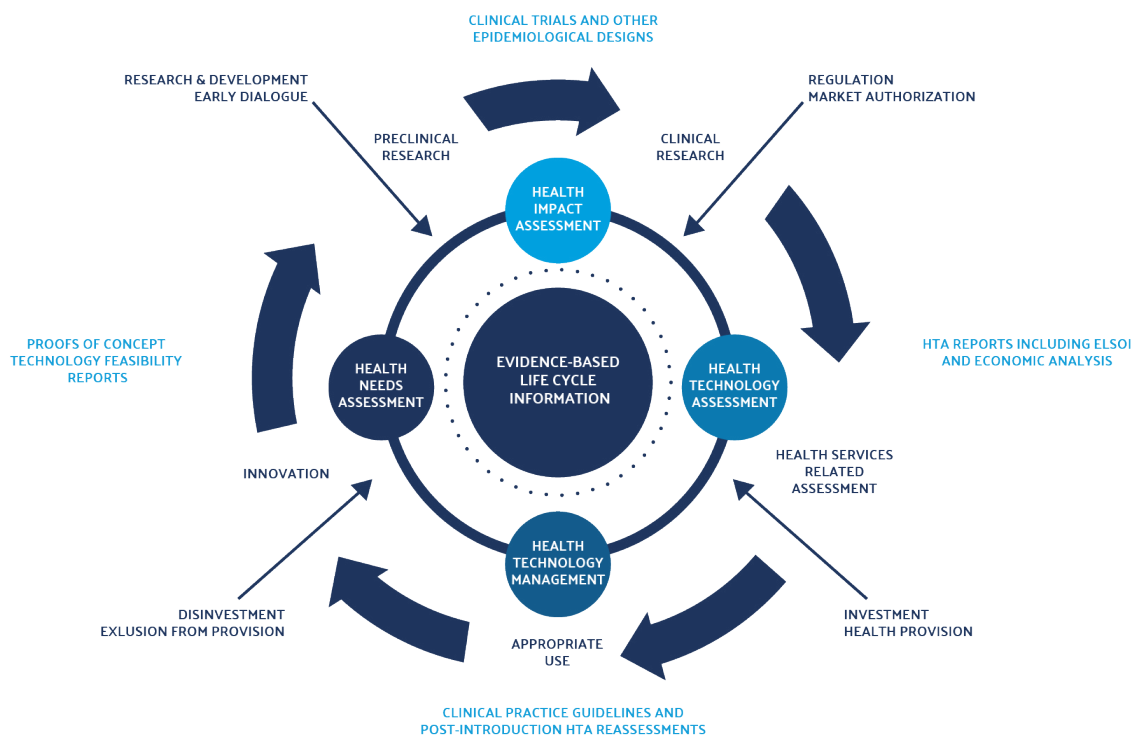 CLINICAL TRIALS AND OTHER
EPIDEMIOLOGICAL DESIGNS
RESEARCH & DEVELOPMENT
EARLY DIALOGUE
REGULATION
MARKET AUTHORIZATION
PRECLINICAL
RESEARCH
CLINICAL
RESEARCH
HEALTH
IMPACT
ASSESSMENT
PROOFS OF CONCEPT
TECHNOLOGY FEASIBILITY
REPORTS
HEALTH
NEEDS
ASSESSMENT
EVIDENCE-BASED
LIFE CYCLE
INFORMATION
HEALTH
TECHNOLOGY
ASSESSMENT
HTA REPORTS INCLUDING ELSOI
AND ECONOMIC ANALYSIS
INNOVATION
HEALTH SERVICES
RELATED
ASSESSMENT
HEALTH
TECHNOLOGY
MANAGEMENT
DISINVESTMENT
EXLUSION FROM PROVISION
APPROPRIATE
USE
INVESTMENT
HEALTH PROVISION
CLINICAL PRACTICE GUIDELINES AND
POST-INTRODUCTION HTA REASSESSMENTS